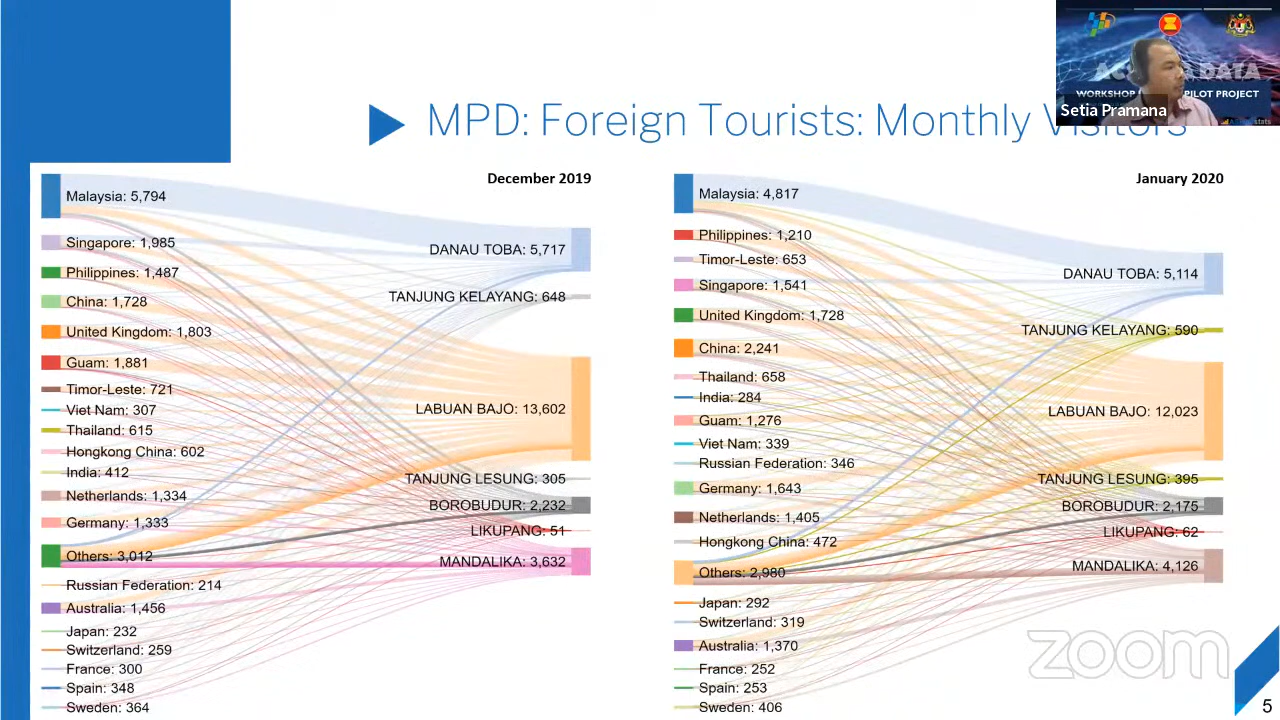 WORKSHOP
PILOT PROJECT
Setia Pramana
stats
MPD: Foreign Tourists: Monthly Visitors
December 2019
Malaysia: 5,794
Singapore: 1,985
Philippines: 1,487
China: 1,728
United Kingdom: 1,803
Guam: 1,881
Timor-Leste: 721
Viet Nam: 307
Thailand: 615
Hongkong China: 602
India: 412
Netherlands: 1,334
Germany: 1,333
Others: 3,012
Russian Federation: 214
Australia: 1,456
Japan: 232
Switzerland: 259
France: 300
Spain: 348
Sweden: 364
DANAU TOBA: 5,717
TANJUNG KELAYANG: 648
LABUAN BAJO: 13,602
TANJUNG LESUNG: 305
BOROBUDUR: 2,232
LIKUPANG: 51
MANDALIKA: 3,632
January 2020
Malaysia: 4,817
Philippines: 1,210
Timor-Leste: 653
Singapore: 1,541
United Kingdom: 1,728
China: 2,241
Thailand: 658
India: 284
Guam: 1,276
Viet Nam: 339
Russian Federation: 346
Germany: 1,643
Netherlands: 1,405
Hongkong China: 472
Others: 2,980
Japan: 292
Switzerland: 319
Australia: 1,370
France: 252
Spain: 253
Sweden: 406
DANAU TOBA: 5,114
TANJUNG KELAYANG: 590
LABUAN BAJO: 12,023
TANJUNG LESUNG: 395
BOROBUDUR: 2,175
LIKUPANG: 62
MANDALIKA: 4,126
zoom
5